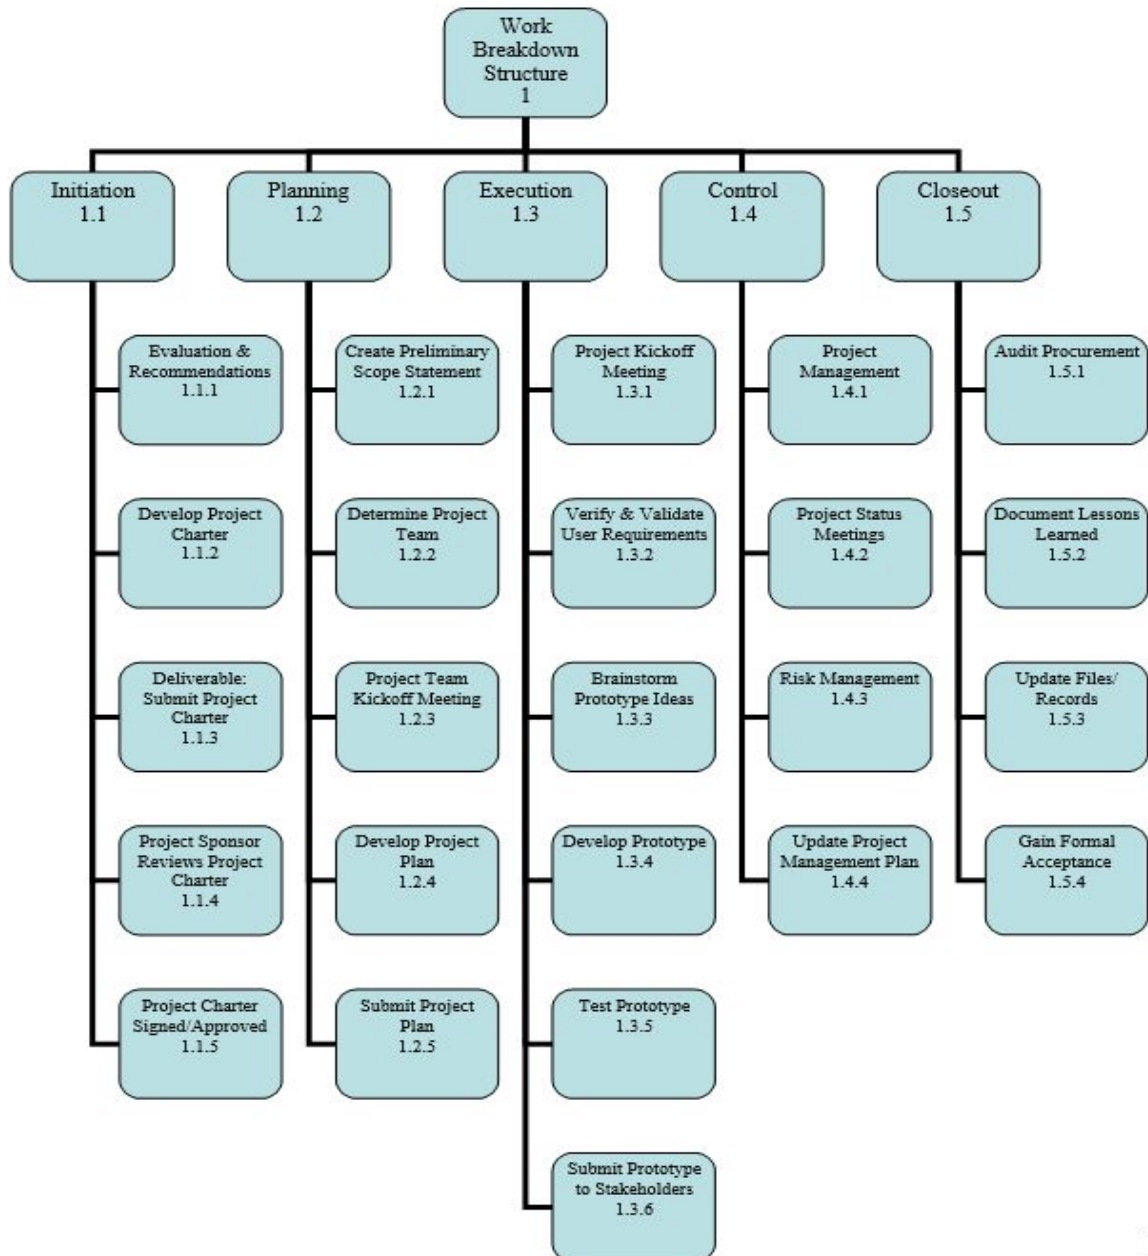 Work
Breakdown
Structure
1
Initiation
1.1
Planning
1.2
Execution
1.3
Control
1.4
Closeout
1.5
Evaluation &
Recommendations
1.1.1
Create Preliminary
Scope Statement
1.2.1
Project Kickoff
Meeting
1.3.1
Project
Management
1.4.1
Audit Procurement
1.5.1
Develop Project
Charter
1.1.2
Determine Project
Team
1.2.2
Verify & Validate
User Requirements
1.3.2
Project Status
Meetings
1.4.2
Document Lessons
Learned
1.5.2
Deliverable:
Submit Project
Charter
1.1.3
Project Team
Kickoff Meeting
1.2.3
Brainstorm
Prototype Ideas
1.3.3
Risk Management
1.4.3
Update Files/
Records
1.5.3
Project Sponsor
Reviews Project
Charter
1.1.4
Develop Project
Plan
1.2.4
Develop Prototype
1.3.4
Update Project
Management Plan
1.4.4
Gain Formal
Acceptance
1.5.4
Project Charter
Signed/Approved
1.1.5
Submit Project
Plan
1.2.5
Test Prototype
1.3.5
Submit Prototype
to Stakeholders
1.3.6